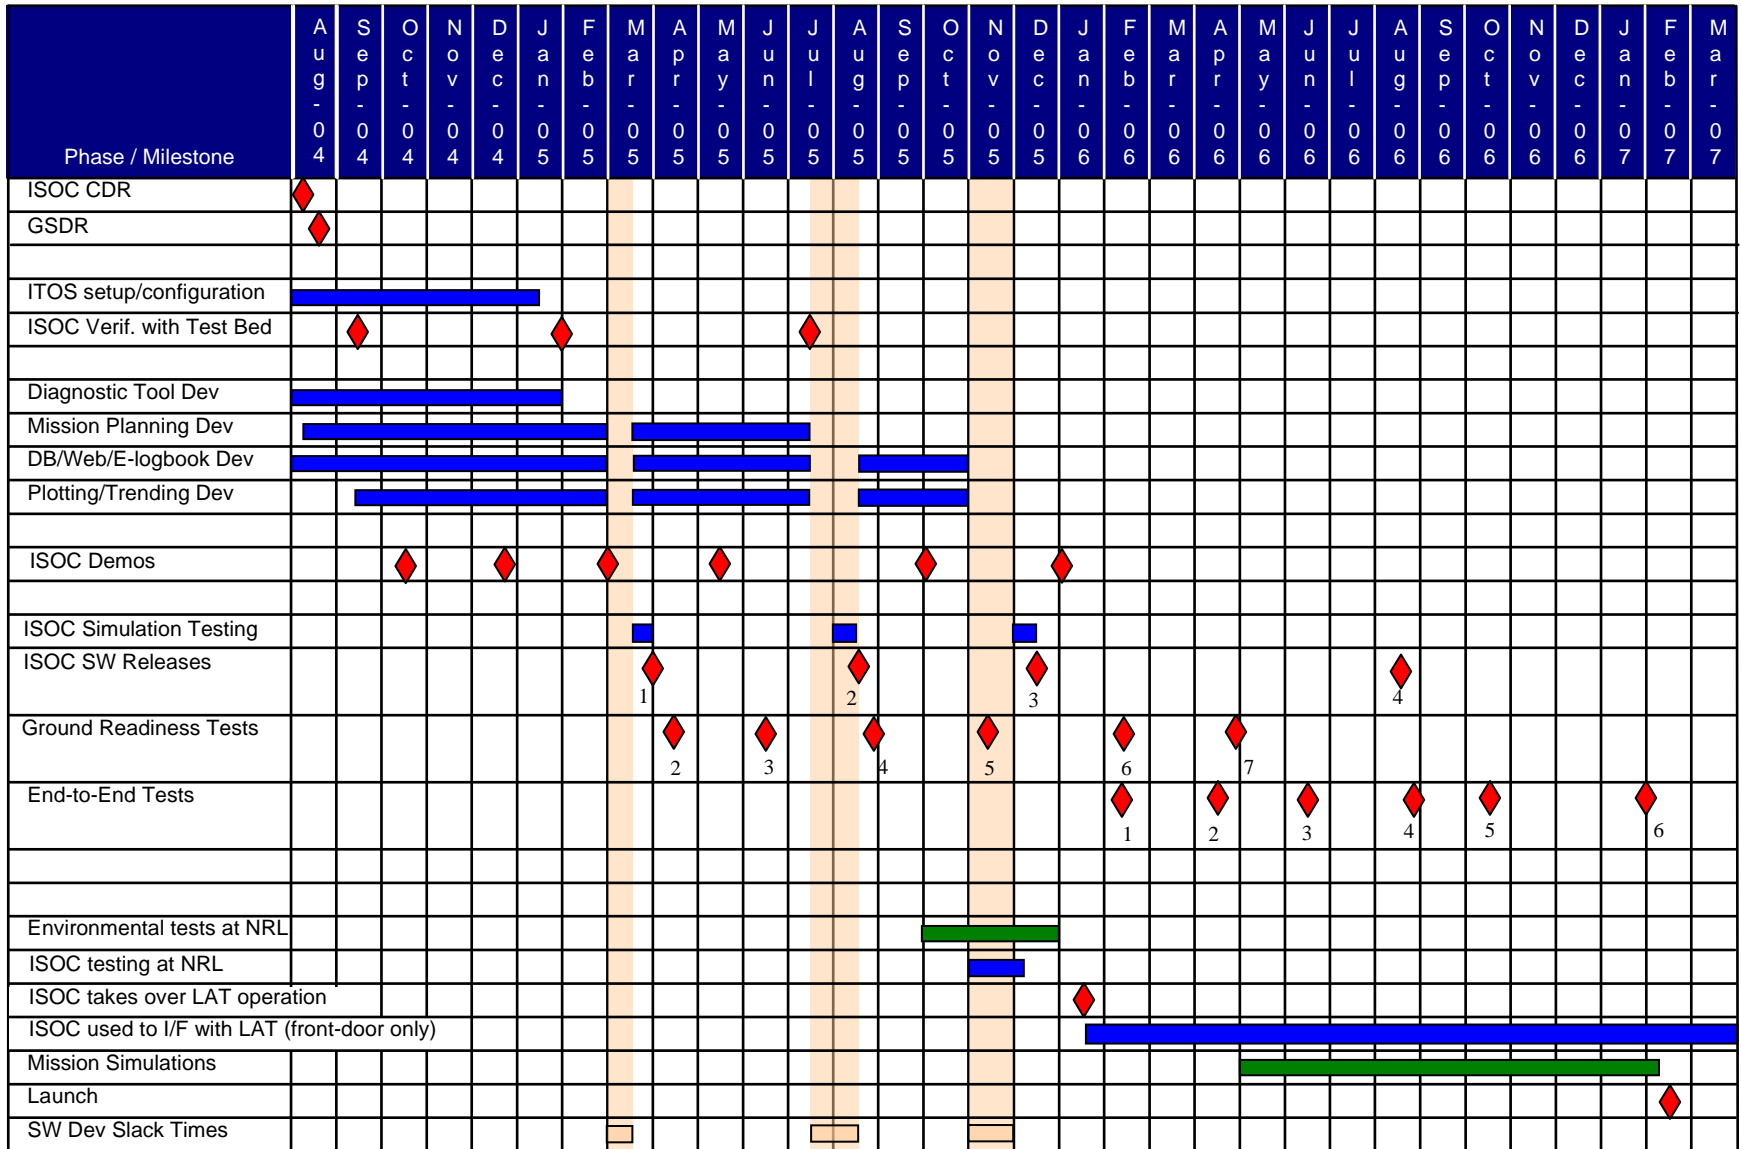 Phase / Milestone
Aug-04
Sep-04
Oct-04
Nov-04
Dec-04
Jan-05
Feb-05
Mar-05
Apr-05
May-05
Jun-05
Jul-05
Aug-05
Sep-05
Oct-05
Nov-05
Dec-05
Jan-06
Feb-06
Mar-06
Apr-06
May-06
Jun-06
Jul-06
Aug-06
Sep-06
Oct-06
Nov-06
Dec-06
Jan-07
Feb-07
Mar-07
ISOC CDR
GSDR
ITOS setup/configuration
ISOC Verif. with Test Bed
Diagnostic Tool Dev
Mission Planning Dev
DB/Web/E-logbook Dev
Plotting/Trending Dev
ISOC Demos
ISOC Simulation Testing
ISOC SW Releases
1 2 3 4
Ground Readiness Tests
2 3 4 5 6 7
End-to-End Tests
1 2 3 4 5 6
Environmental tests at NRL
ISOC testing at NRL
ISOC takes over LAT operation
ISOC used to I/F with LAT (front-door only)
Mission Simulations
Launch
SW Dev Slack Times